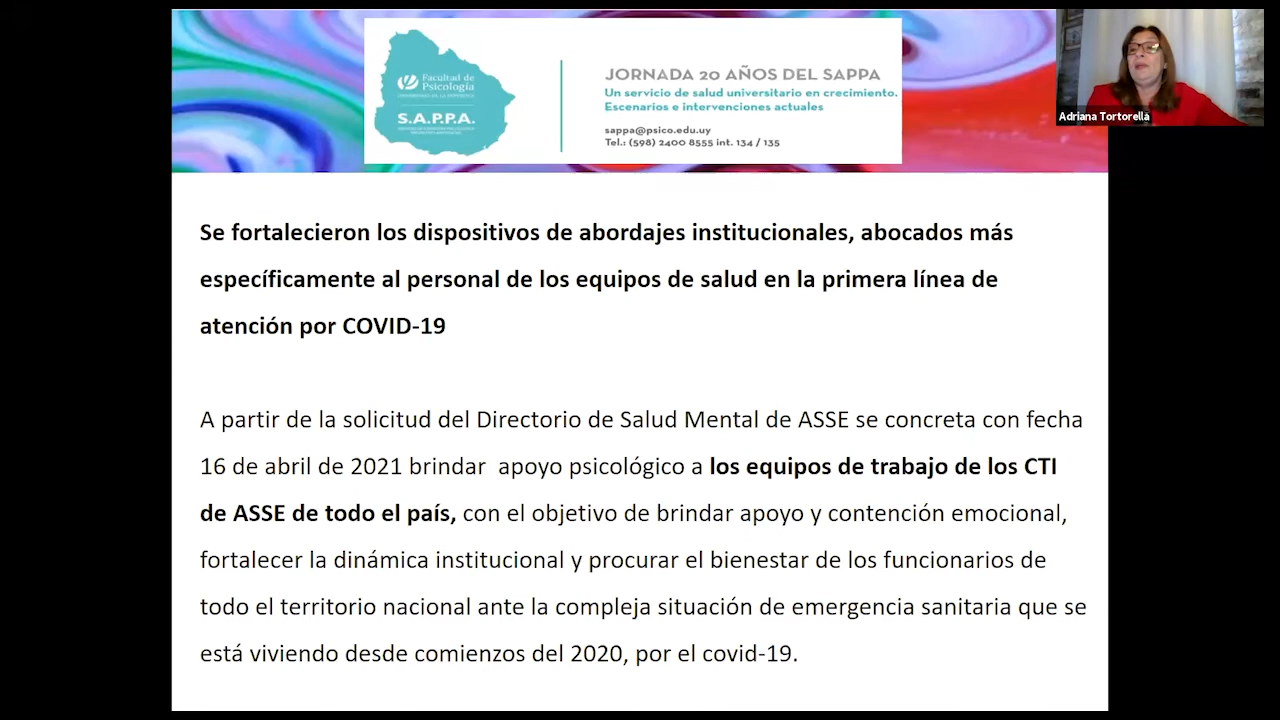 Facultad de
Psicología
UNIVERSIDAD DE LA REPÚBLICA
S.A.P.P.A.
JORNADA 20 AÑOS DEL SAPPA
Un servicio de salud universitario en crecimiento.
Escenarios e intervenciones actuales
sappa@psico.edu.uy
Tel.: (598) 2400 8555 int. 134 / 135
Adriana Tortorella
Se fortalecieron los dispositivos de abordajes institucionales, abocados más
específicamente al personal de los equipos de salud en la primera línea de
atención por COVID-19
A partir de la solicitud del Directorio de Salud Mental de ASSE se concreta con fecha
16 de abril de 2021 brindar apoyo psicológico a los equipos de trabajo de los CTI
de ASSE de todo el país, con el objetivo de brindar apoyo y contención emocional,
fortalecer la dinámica institucional y procurar el bienestar de los funcionarios de
todo el territorio nacional ante la compleja situación de emergencia sanitaria que se
está viviendo desde comienzos del 2020, por el covid-19.